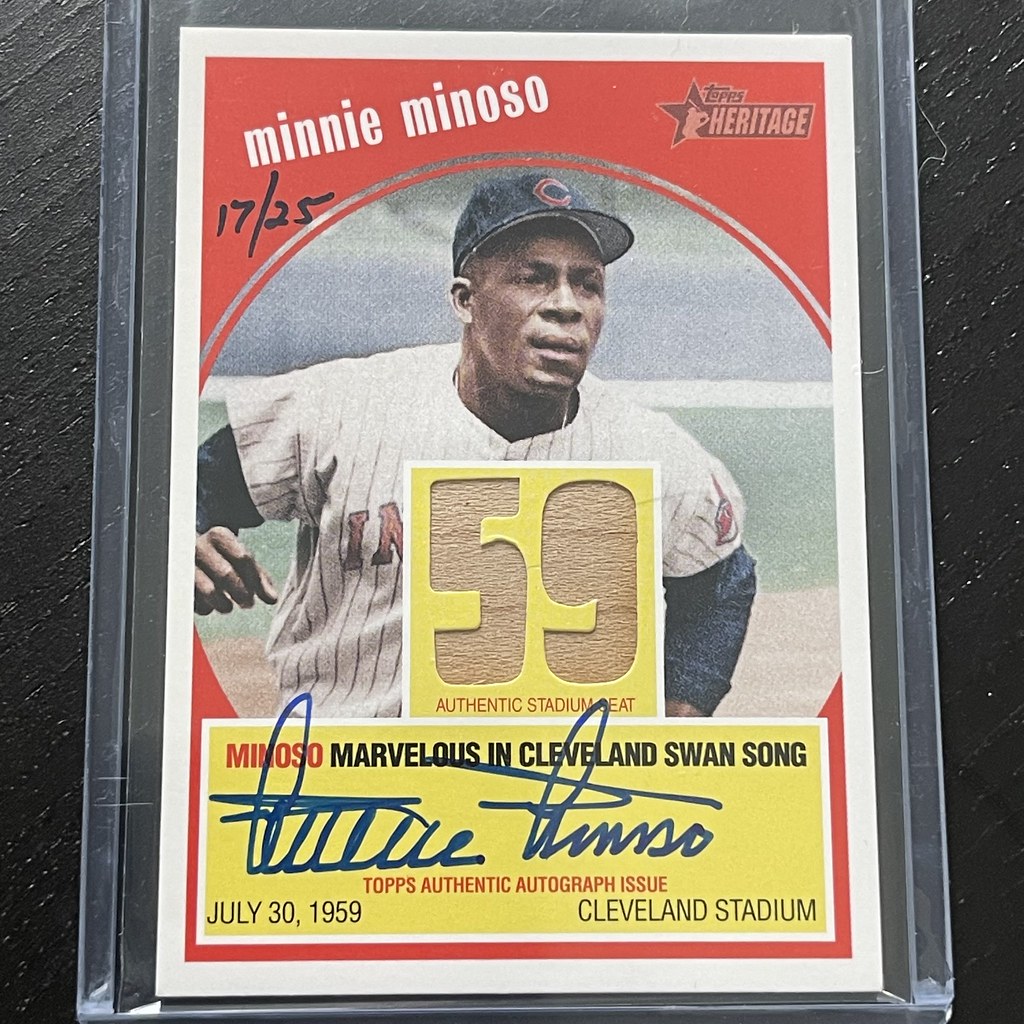 minnie minoso
topps
HERITAGE
17/25
C
IN
59
AUTHENTIC STADIUM SEAT
MINOSO MARVELOUS IN CLEVELAND SWAN SONG
Minnie Minoso
TOPPS AUTHENTIC AUTOGRAPH ISSUE
JULY 30, 1959
CLEVELAND STADIUM